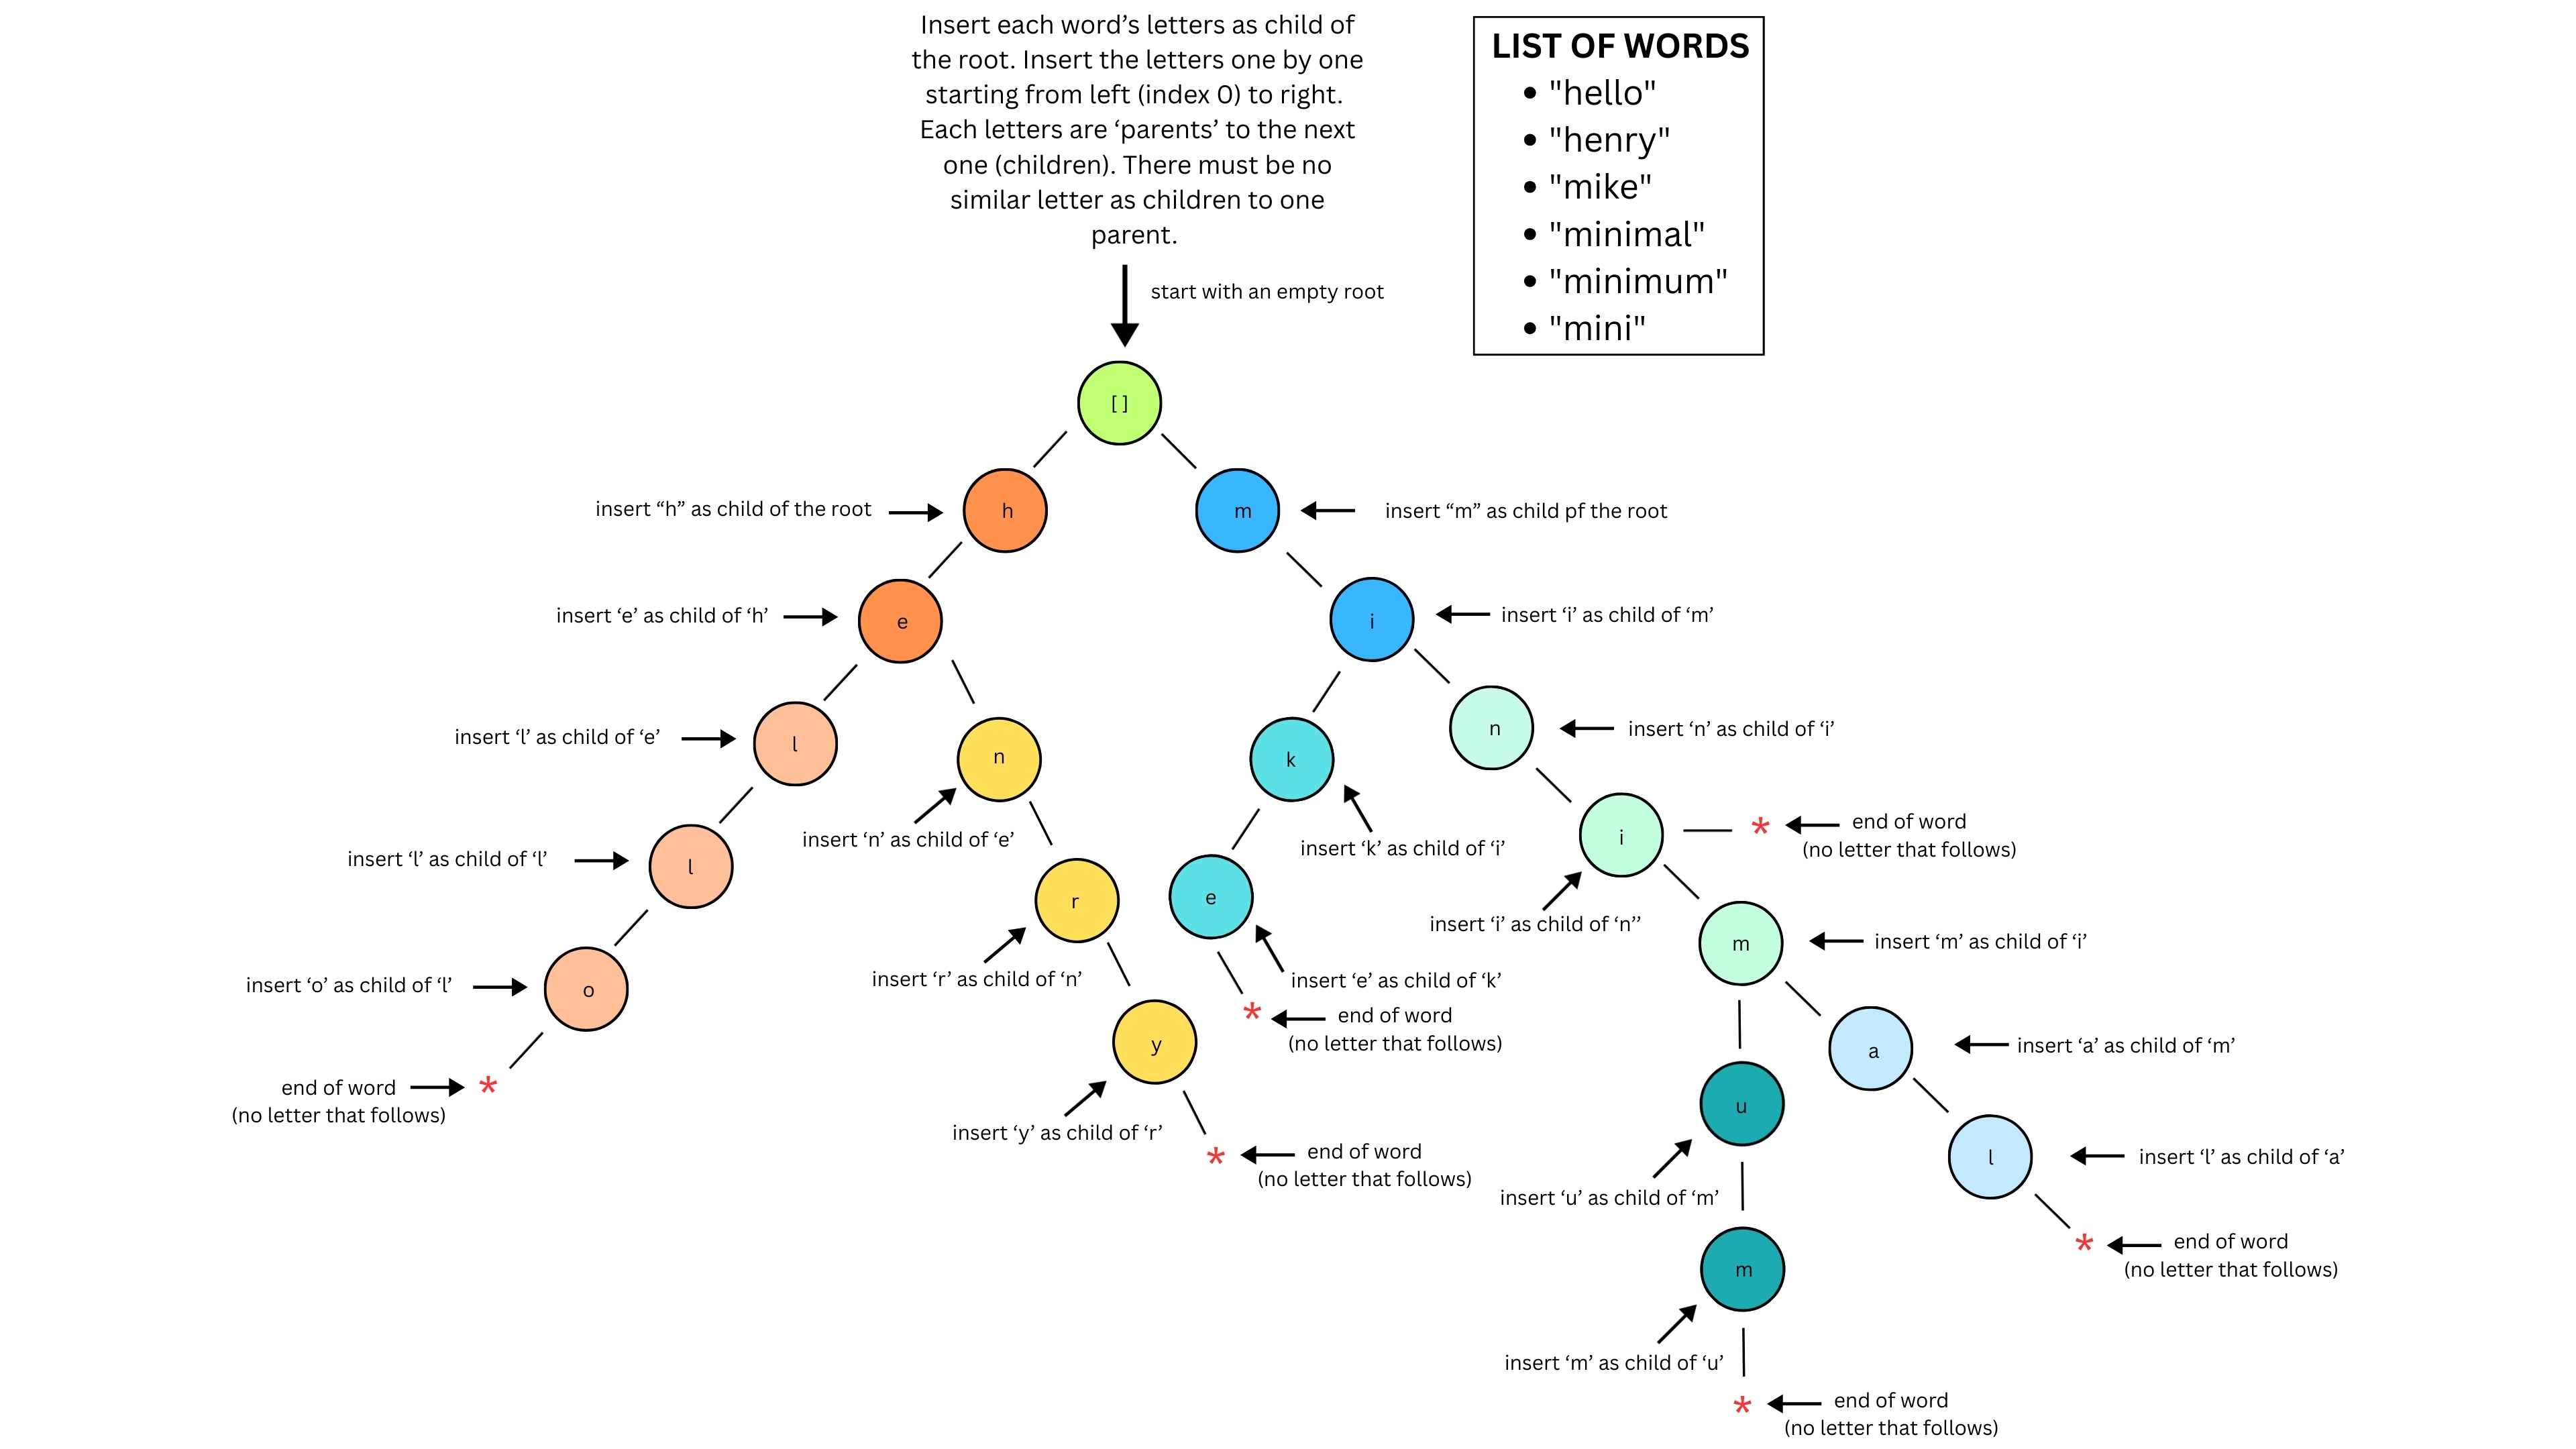 Insert each word’s letters as child of
the root. Insert the letters one by one
starting from left (index 0) to right.
Each letters are ‘parents’ to the next
one (children). There must be no
similar letter as children to one
parent.
LIST OF WORDS
• "hello"
• "henry"
• "mike"
• "minimal"
• "minimum"
• "mini"
start with an empty root
[ ]
insert “h” as child of the root
h
m
insert “m” as child pf the root
insert ‘e’ as child of ‘h’
e
i
insert ‘i’ as child of ‘m’
insert ‘l’ as child of ‘e’
l
n
insert ‘n’ as child of ‘e’
k
insert ‘k’ as child of ‘i’
n
insert ‘n’ as child of ‘i’
insert ‘l’ as child of ‘l’
l
r
insert ‘r’ as child of ‘n’
e
insert ‘e’ as child of ‘k’
*
end of word
(no letter that follows)
i
insert ‘i’ as child of ‘n’’
*
end of word
(no letter that follows)
m
insert ‘m’ as child of ‘i’
insert ‘o’ as child of ‘l’
o
end of word
(no letter that follows)
*
y
insert ‘y’ as child of ‘r’
*
end of word
(no letter that follows)
a
insert ‘a’ as child of ‘m’
u
insert ‘u’ as child of ‘m’
l
insert ‘l’ as child of ‘a’
*
end of word
(no letter that follows)
m
insert ‘m’ as child of ‘u’
*
end of word
(no letter that follows)